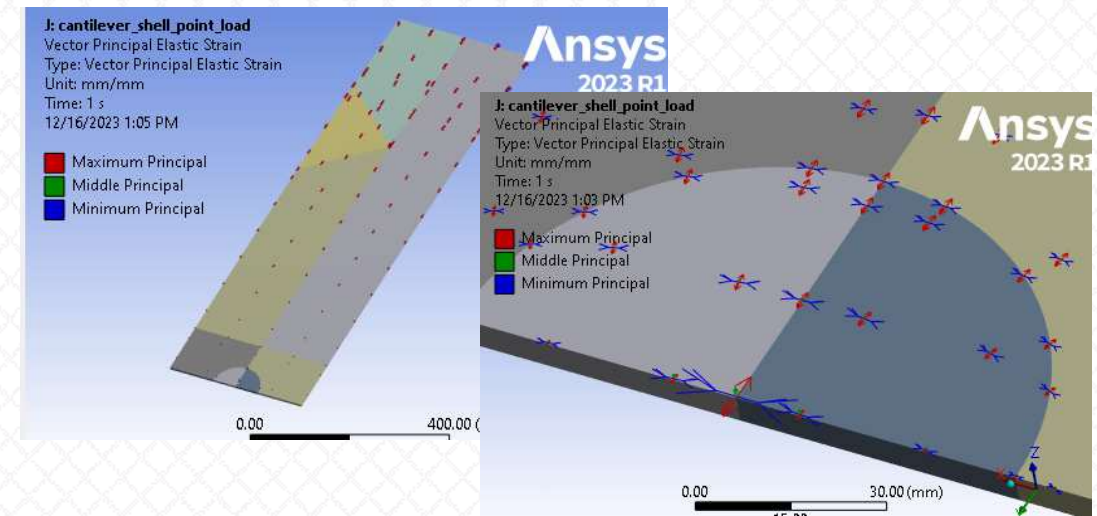 J: cantilever_shell_point_load
Vector Principal Elastic Strain
Type: Vector Principal Elastic Strain
Unit: mm/mm
Time: 1 s
12/16/2023 1:05 PM
Maximum Principal
Middle Principal
Minimum Principal
Ansys
2023 R1
0.00
400.00 (
J: cantilever_shell_point_load
Vector Principal Elastic Strain
Type: Vector Principal Elastic Strain
Unit: mm/mm
Time: 1 s
12/16/2023 1:03 PM
Maximum Principal
Middle Principal
Minimum Principal
Ansys
2023 R1
0.00
30.00 (mm)
Z